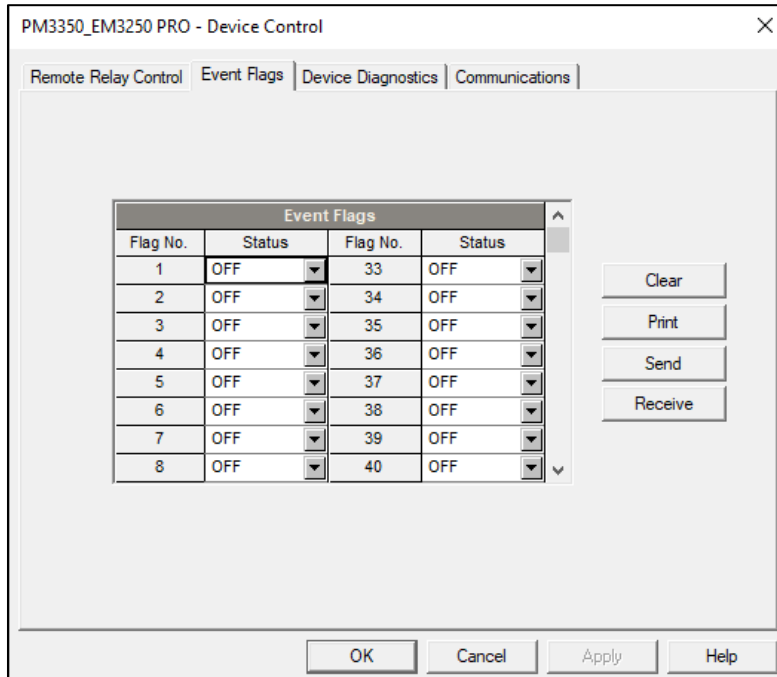 PM3350_EM3250 PRO - Device Control
Remote Relay Control Event Flags Device Diagnostics Communications
Event Flags
Flag No. Status Flag No. Status
1 OFF 33 OFF
2 OFF 34 OFF
3 OFF 35 OFF
4 OFF 36 OFF
5 OFF 37 OFF
6 OFF 38 OFF
7 OFF 39 OFF
8 OFF 40 OFF
Clear
Print
Send
Receive
OK Cancel Apply Help